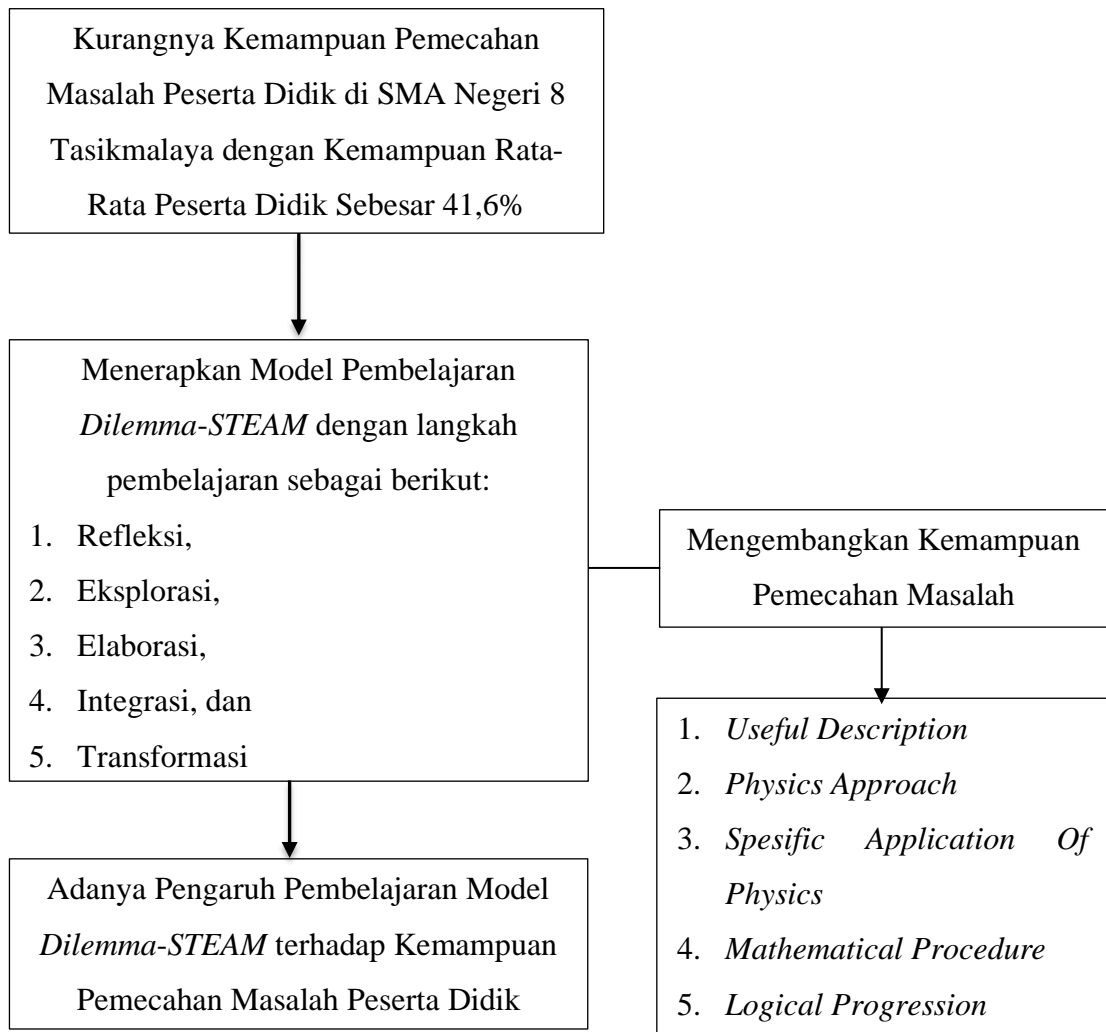 Kurangnya Kemampuan Pemecahan
Masalah Peserta Didik di SMA Negeri 8
Tasikmalaya dengan Kemampuan Rata-
Rata Peserta Didik Sebesar 41,6%
Menerapkan Model Pembelajaran
Dilemma-STEAM dengan langkah
pembelajaran sebagai berikut:
1. Refleksi,
2. Eksplorasi,
3. Elaborasi,
4. Integrasi, dan
5. Transformasi
Mengembangkan Kemampuan
Pemecahan Masalah
1. Useful Description
2. Physics Approach
3. Spesific Application Of
Physics
4. Mathematical Procedure
5. Logical Progression
Adanya Pengaruh Pembelajaran Model
Dilemma-STEAM terhadap Kemampuan
Pemecahan Masalah Peserta Didik